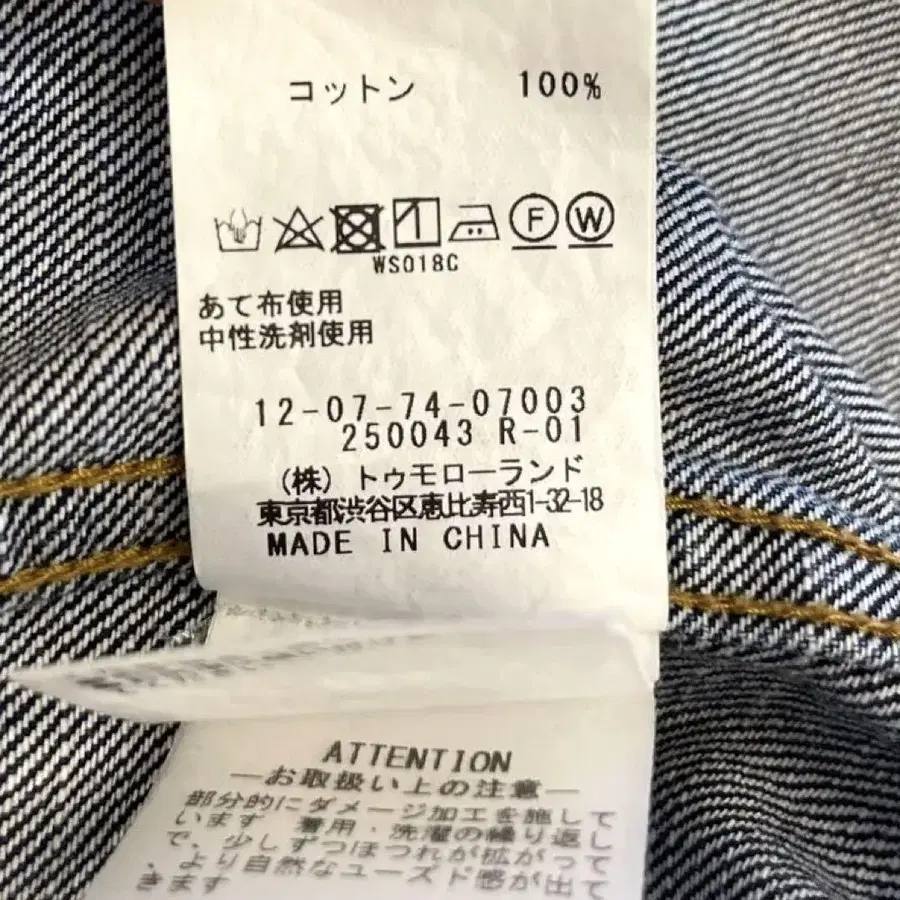 コットン 100%
F W
WS018C
あて布使用
中性洗剤使用
12-07-74-07003
250043 R-01
(株) トゥモローランド
東京都渋谷区恵比寿西1-32-18
MADE IN CHINA
ATTENTION
—お取扱い上の注意—
部分的にダメージ加工を施して
います 着用・洗濯の繰り返し
で、少しずつほつれが拡がって
、より自然なユーズド感が出て
きます